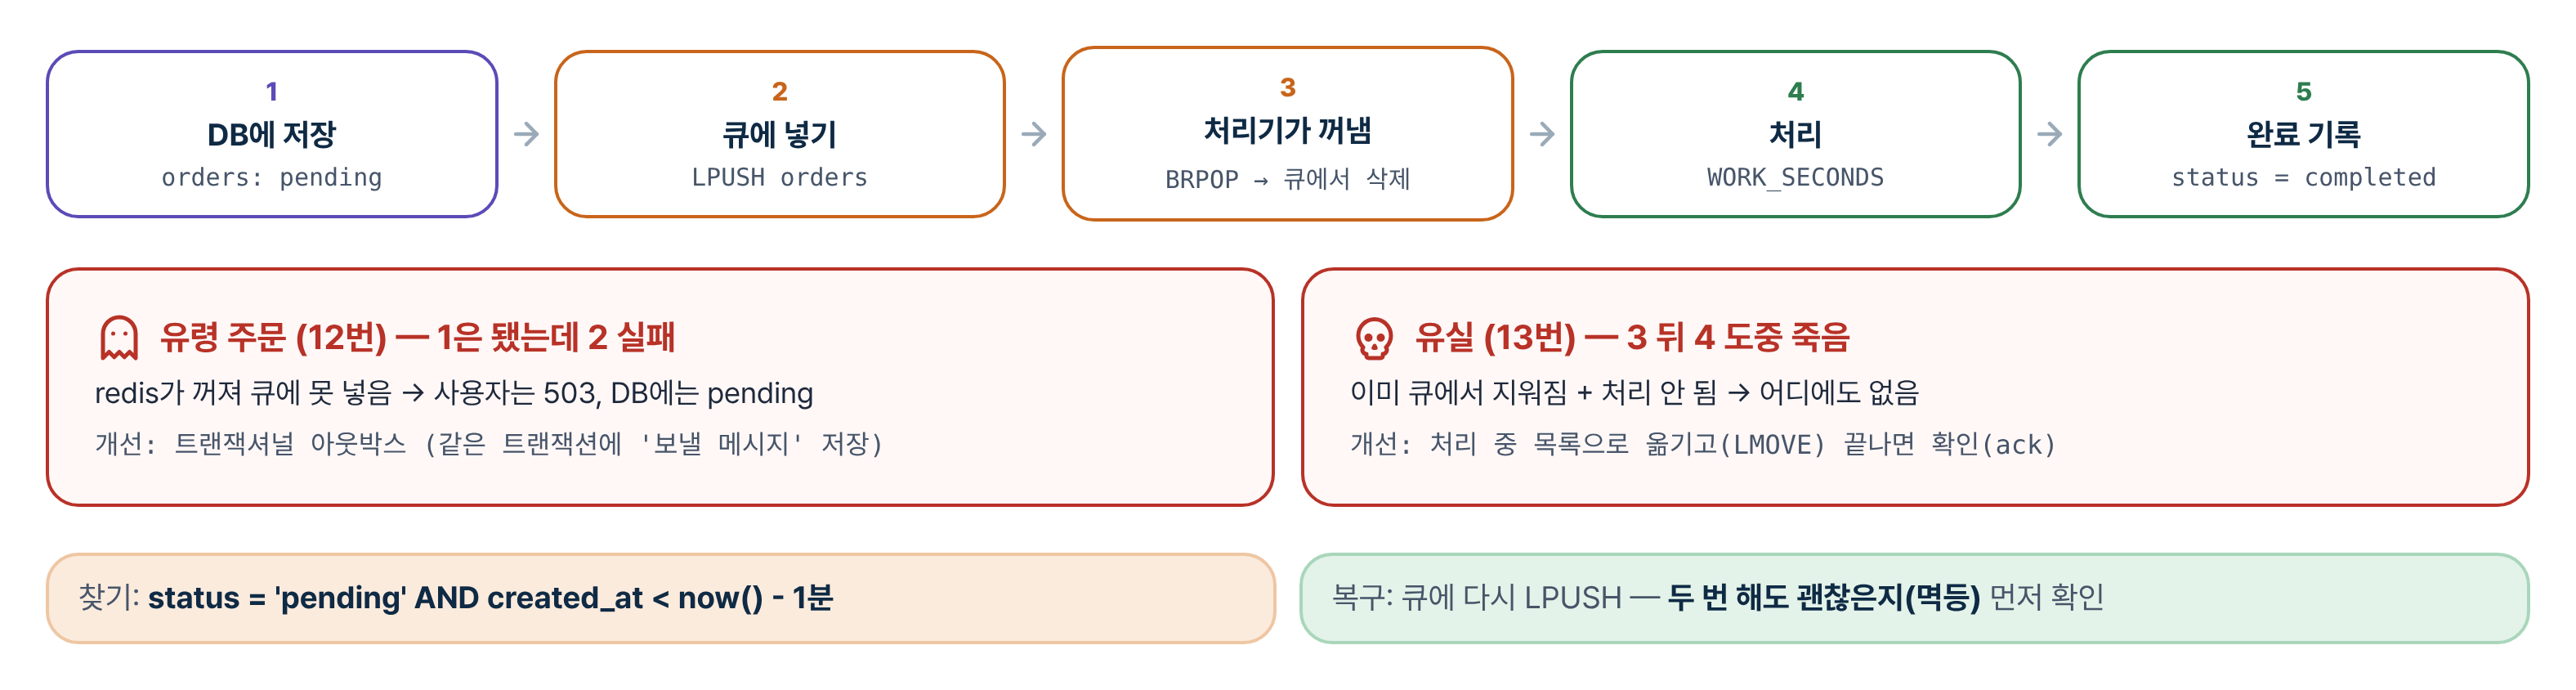 1
DB에 저장
orders: pending
2
큐에 넣기
LPUSH orders
3
처리기가 꺼냄
BRPOP → 큐에서 삭제
4
처리
WORK_SECONDS
5
완료 기록
status = completed
유령 주문 (12번) — 1은 됐는데 2 실패
redis가 꺼져 큐에 못 넣음 → 사용자는 503, DB에는 pending
개선: 트랜잭셔널 아웃박스 (같은 트랜잭션에 '보낼 메시지' 저장)
유실 (13번) — 3 뒤 4 도중 죽음
이미 큐에서 지워짐 + 처리 안 됨 → 어디에도 없음
개선: 처리 중 목록으로 옮기고(LMOVE) 끝나면 확인(ack)
찾기: status = 'pending' AND created_at < now() - 1분
복구: 큐에 다시 LPUSH — 두 번 해도 괜찮은지(멱등) 먼저 확인